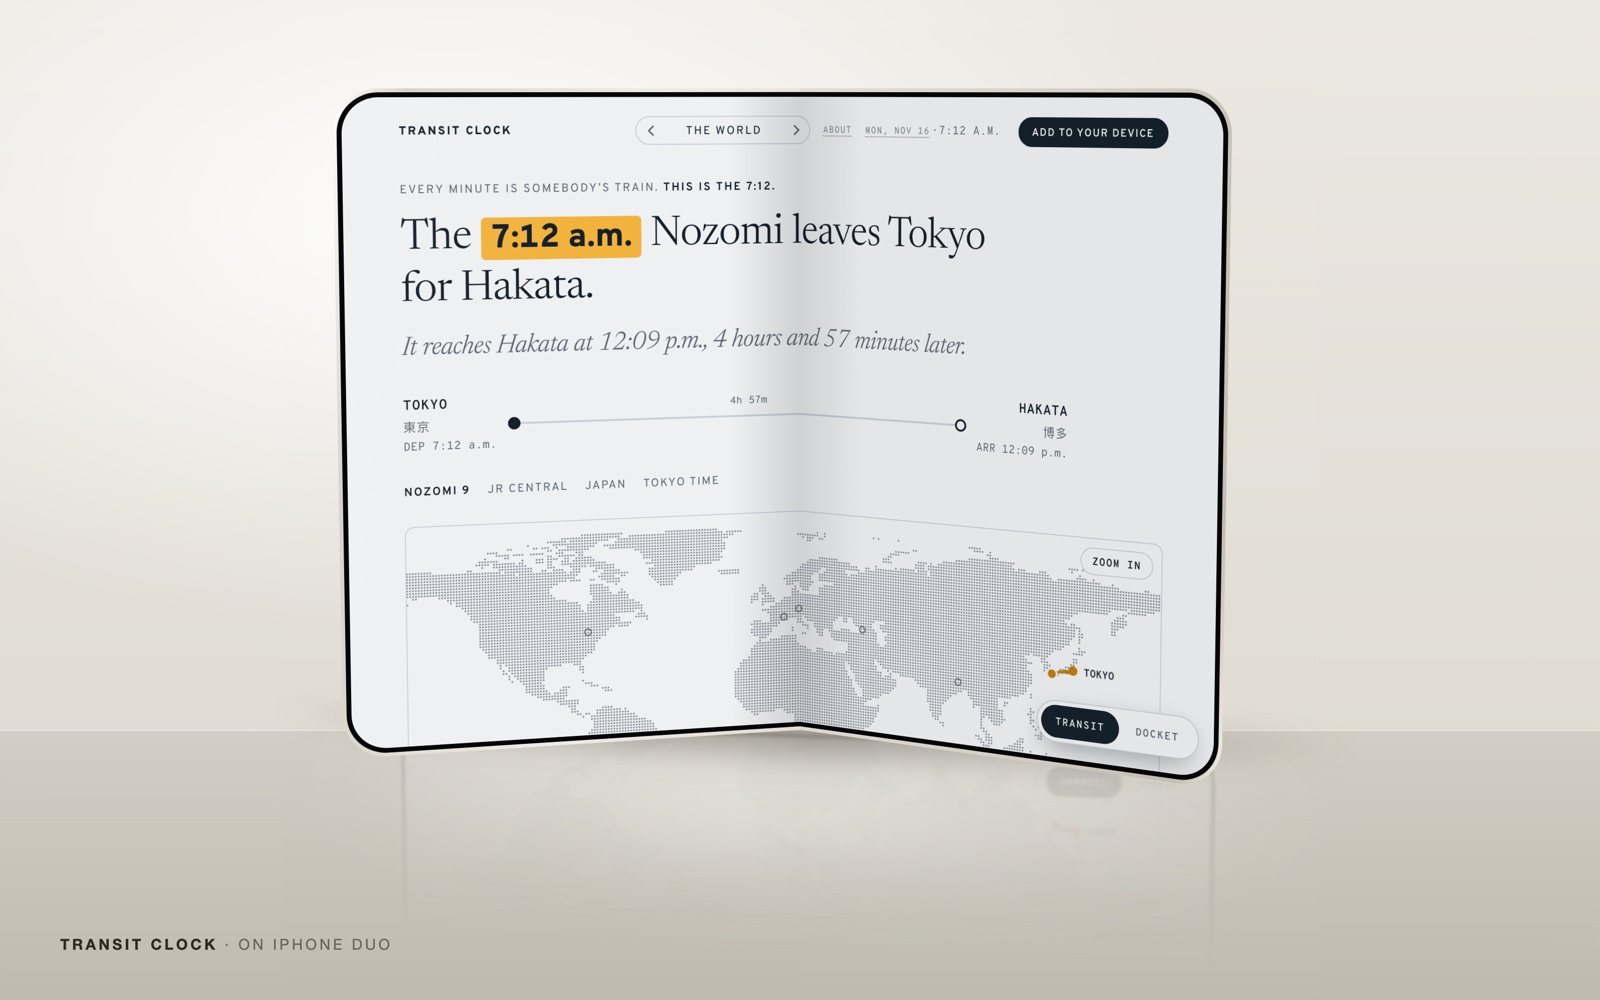 TRANSIT CLOCK
THE WORLD
ABOUT
MON, NOV 16 · 7:12 A.M.
ADD TO YOUR DEVICE
EVERY MINUTE IS SOMEBODY'S TRAIN. THIS IS THE 7:12.
The 7:12 a.m. Nozomi leaves Tokyo
for Hakata.
It reaches Hakata at 12:09 p.m., 4 hours and 57 minutes later.
TOKYO
東京
DEP 7:12 a.m.
4h 57m
HAKATA
博多
ARR 12:09 p.m.
NOZOMI 9 JR CENTRAL JAPAN TOKYO TIME
ZOOM IN
TOKYO
TRANSIT DOCKET
TRANSIT CLOCK · ON IPHONE DUO